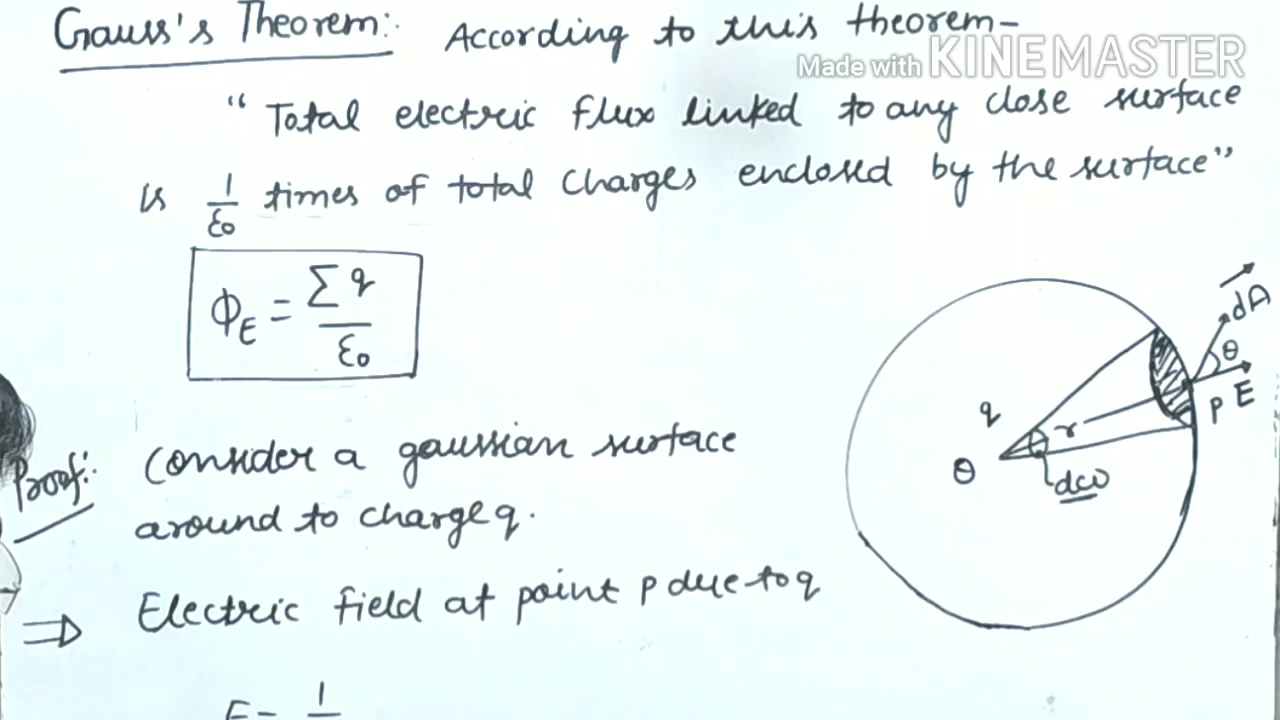 Gauss's Theorem:- According to this theorem-
Made with KINEMASTER
"Total electric flux linked to any close surface
is 1/ε0 times of total charges enclosed by the surface"
ΦE = Σq/ε0
dA
θ
P E
q
r
θ
dω
Proof:- Consider a gaussian surface
around to charge q.
⇒ Electric field at point p due to q
E = 1